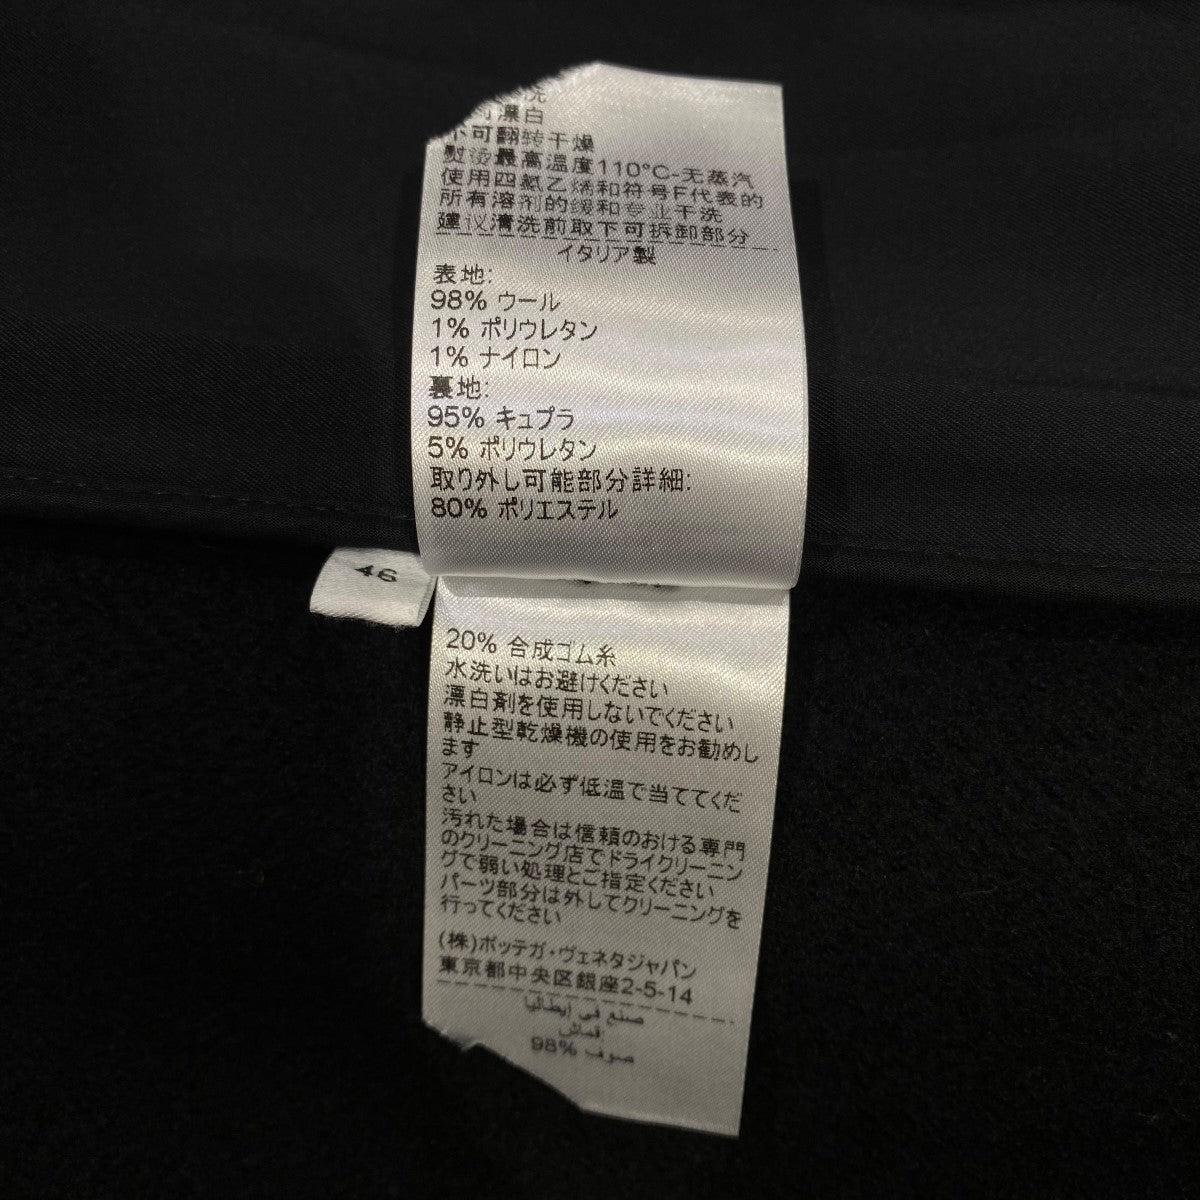 洗
漂白
不可翻转干燥
熨烫最高温度110°C-无蒸汽
使用四氯乙烯和符号F代表的
所有溶剂的缓和专业干洗
建议清洗前取下可拆卸部分
イタリア製
表地:
98% ウール
1% ポリウレタン
1% ナイロン
裏地:
95% キュプラ
5% ポリウレタン
取り外し可能部分詳細:
80% ポリエステル
46
20% 合成ゴム糸
水洗いはお避けください
漂白剤を使用しないでください
静止型乾燥機の使用をお勧めし
ます
アイロンは必ず低温で当ててくだ
さい
汚れた場合は信頼のおける専門
のクリーニング店でドライクリーニン
グで弱い処理とご指定ください
パーツ部分は外してクリーニングを
行ってください
(株)ボッテガ・ヴェネタジャパン
東京都中央区銀座2-5-14
صنع في إيطاليا
قماش:
98% صوف